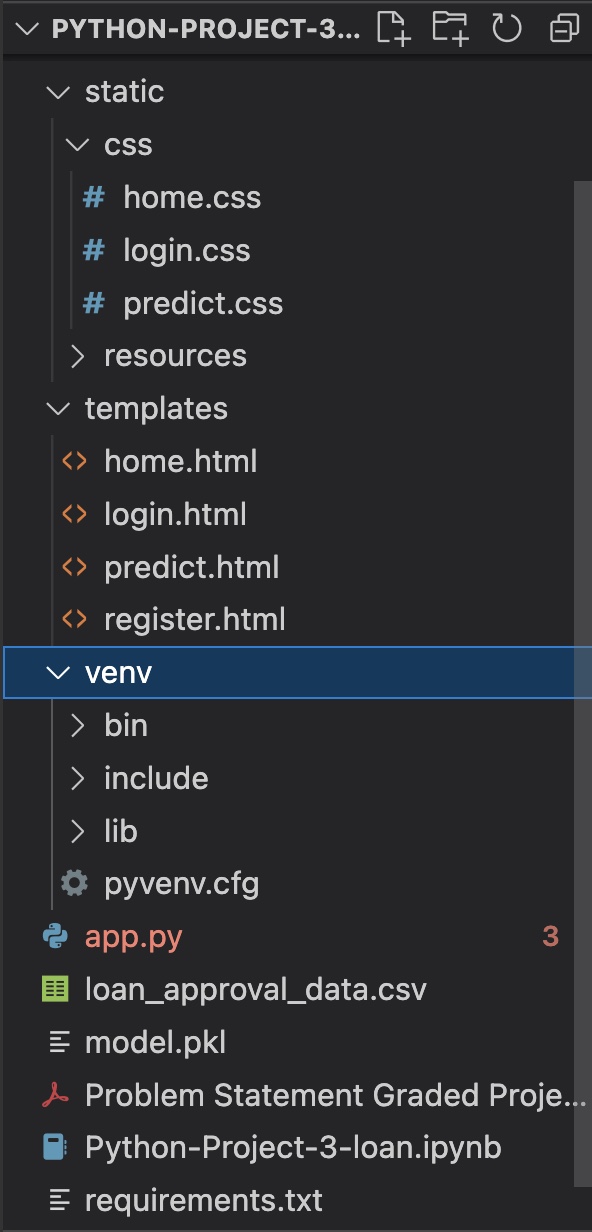 PYTHON-PROJECT-3...
static
css
# home.css
# login.css
# predict.css
resources
templates
<> home.html
<> login.html
<> predict.html
<> register.html
venv
bin
include
lib
pyvenv.cfg
app.py 3
loan_approval_data.csv
model.pkl
Problem Statement Graded Proje...
Python-Project-3-loan.ipynb
requirements.txt